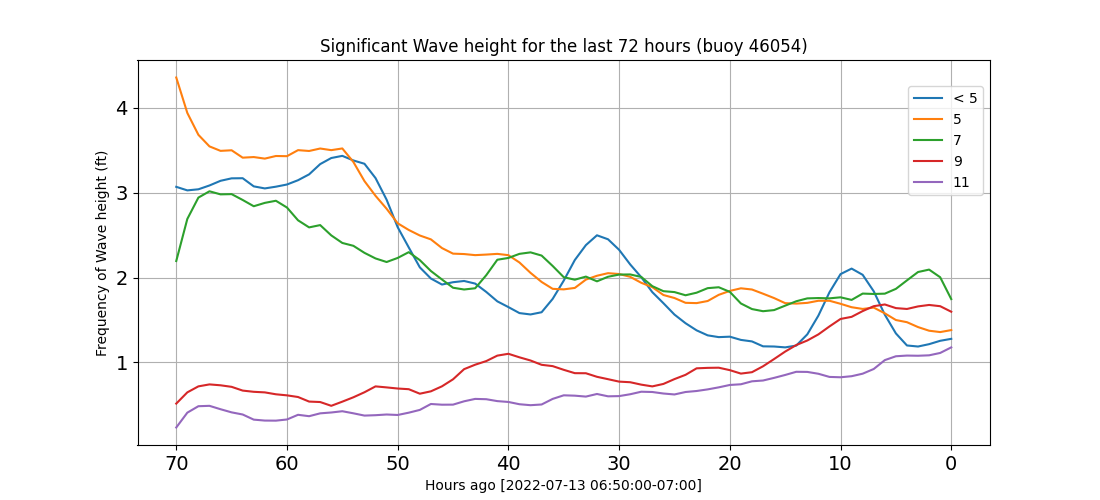 Significant Wave height for the last 72 hours (buoy 46054)
Frequency of Wave height (ft)
4
3
2
1
< 5
5
7
9
11
70 60 50 40 30 20 10 0
Hours ago [2022-07-13 06:50:00-07:00]